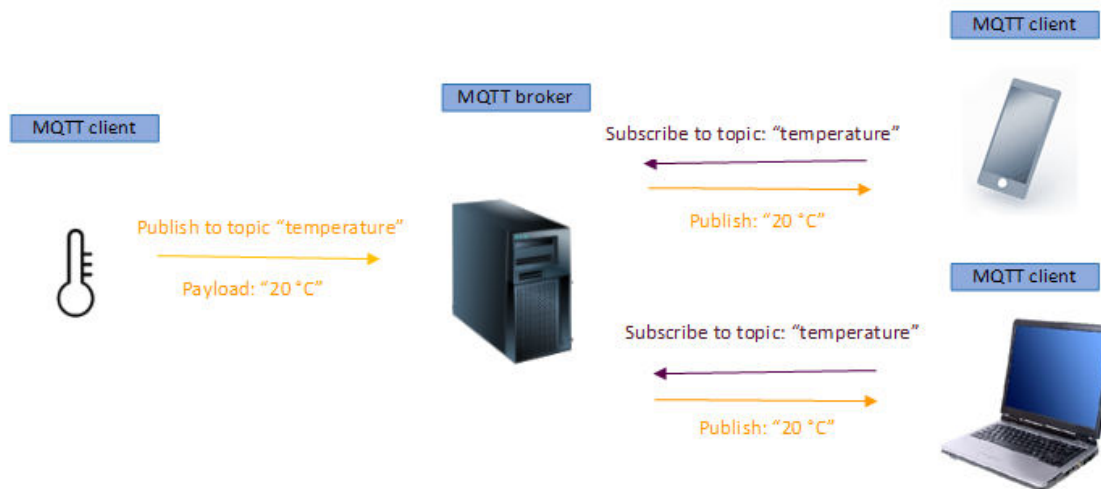 MQTT client
Publish to topic “temperature”
Payload: “20 °C”
MQTT broker
MQTT client
Subscribe to topic: “temperature”
Publish: “20 °C”
MQTT client
Subscribe to topic: “temperature”
Publish: “20 °C”